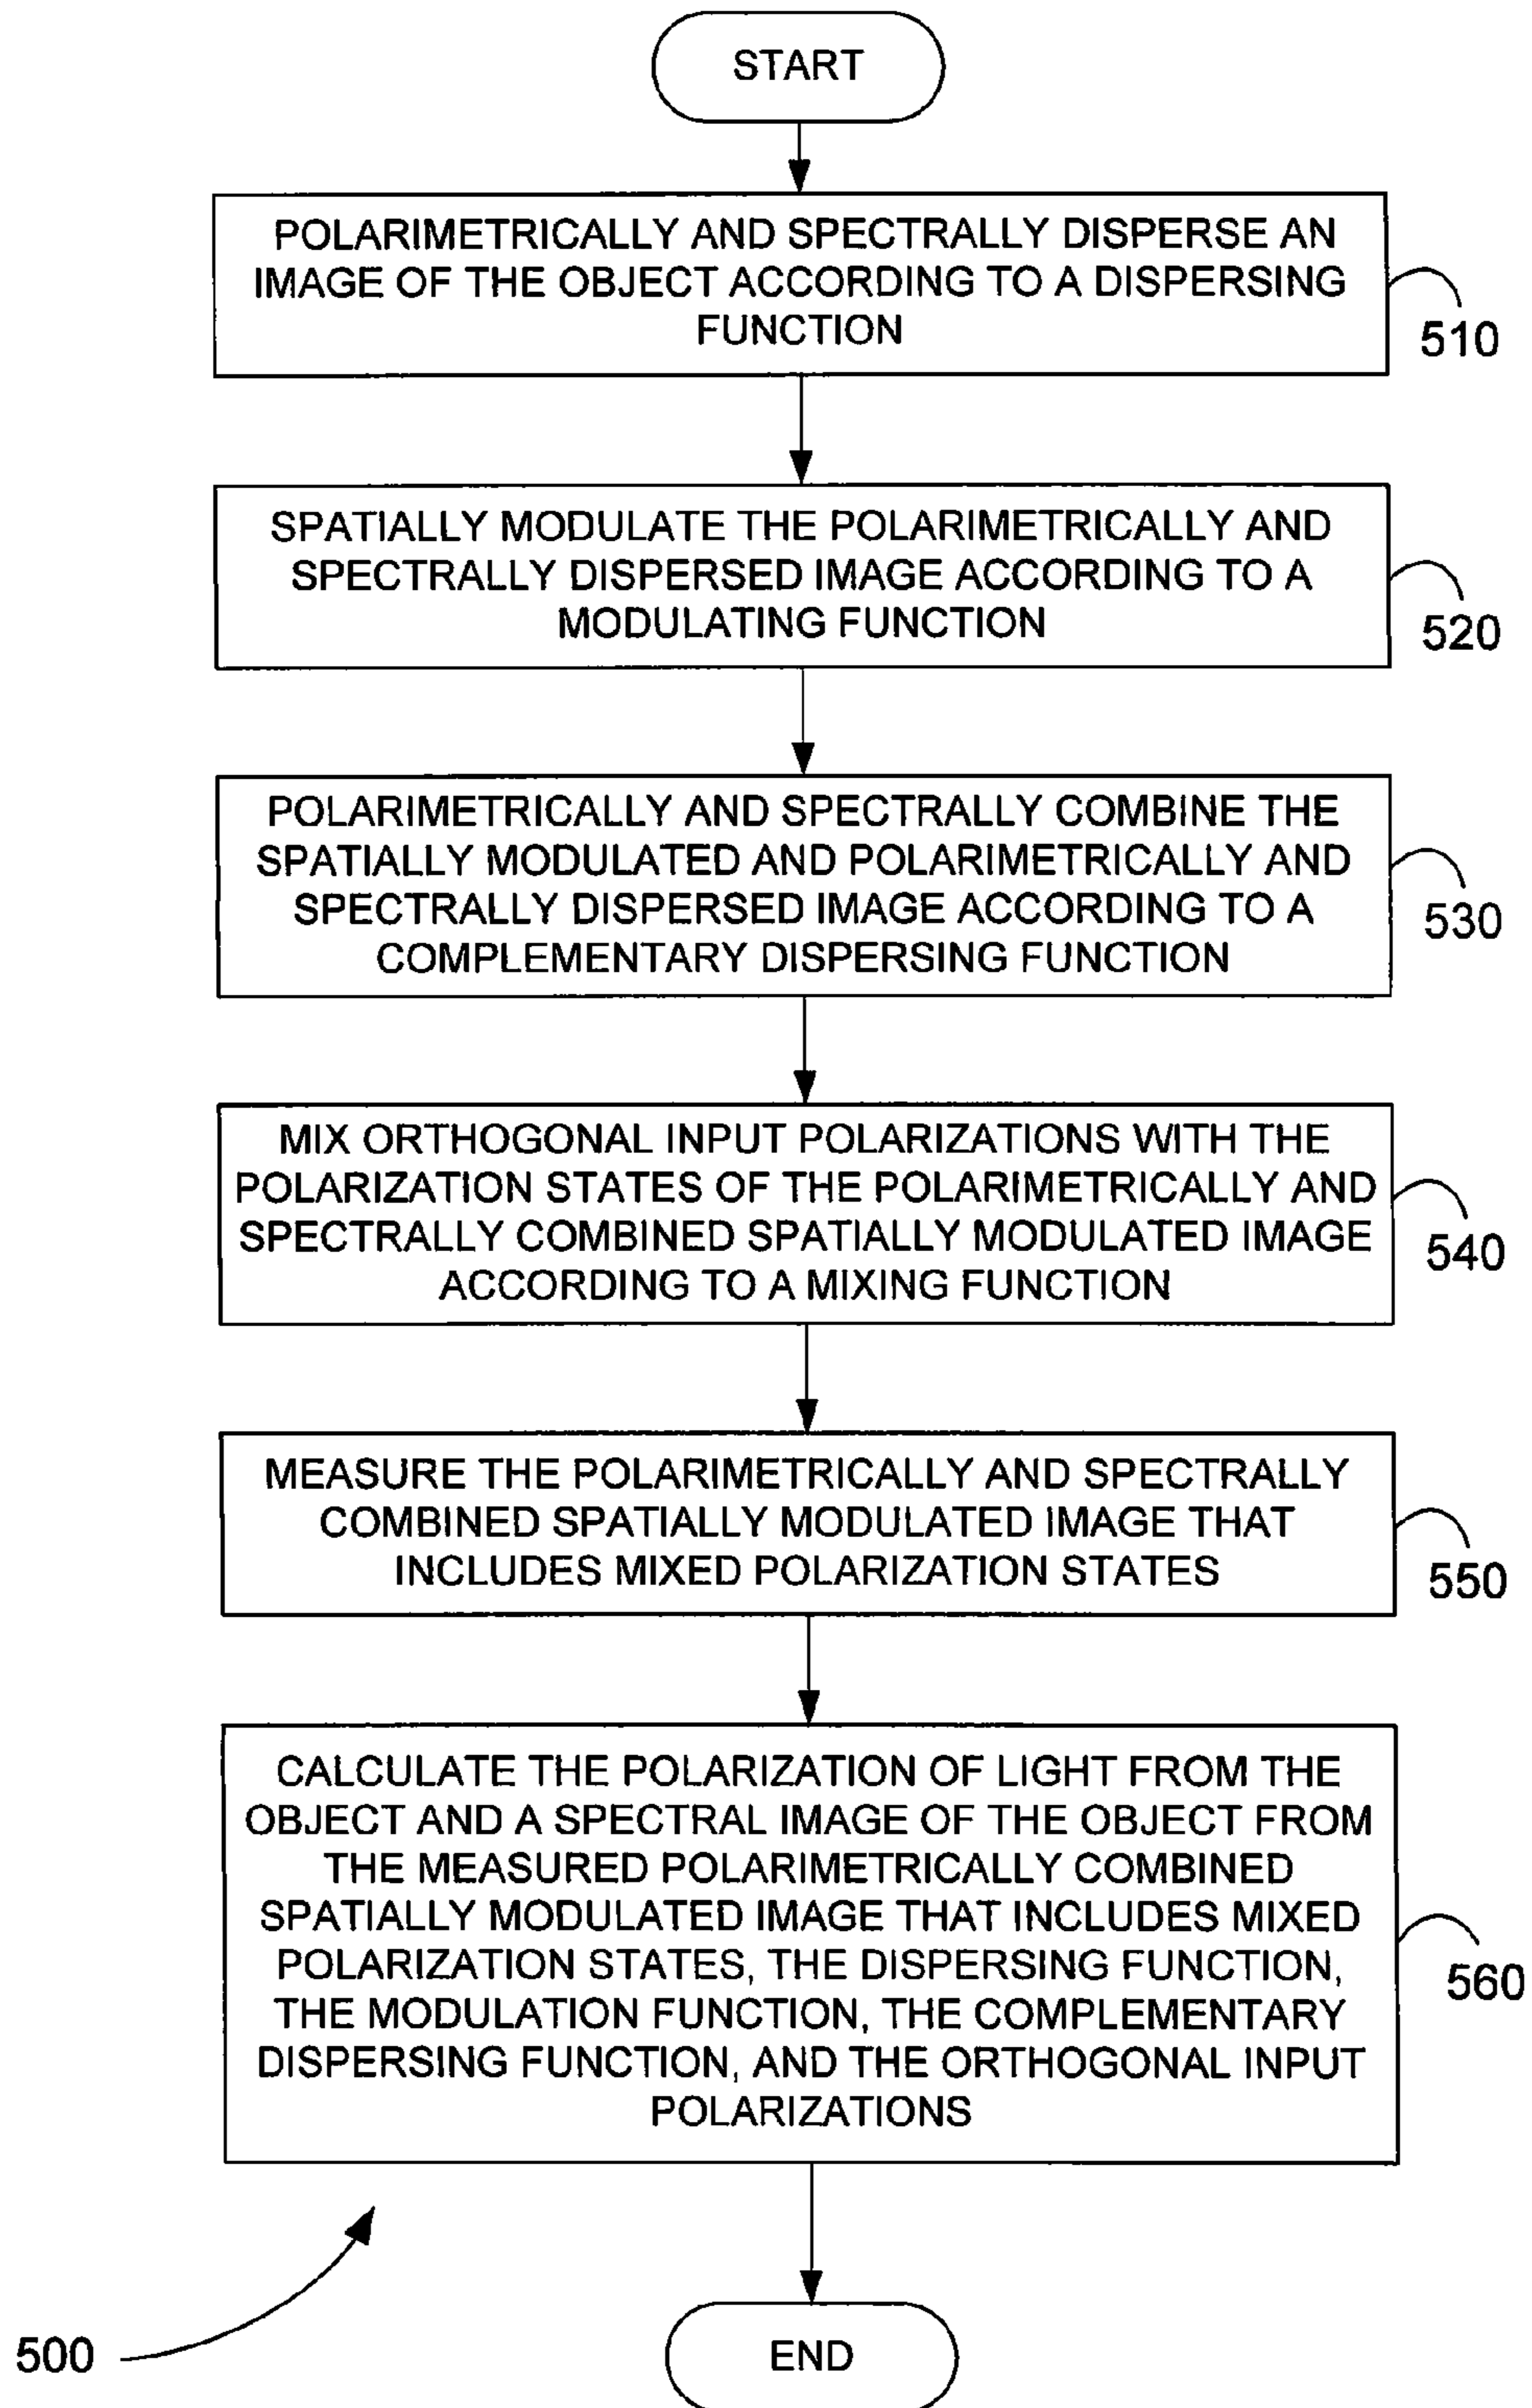 START
POLARIMETRICALLY AND SPECTRALLY DISPERSE AN
IMAGE OF THE OBJECT ACCORDING TO A DISPERSING
FUNCTION
510
SPATIALLY MODULATE THE POLARIMETRICALLY AND
SPECTRALLY DISPERSED IMAGE ACCORDING TO A
MODULATING FUNCTION
520
POLARIMETRICALLY AND SPECTRALLY COMBINE THE
SPATIALLY MODULATED AND POLARIMETRICALLY AND
SPECTRALLY DISPERSED IMAGE ACCORDING TO A
COMPLEMENTARY DISPERSING FUNCTION
530
MIX ORTHOGONAL INPUT POLARIZATIONS WITH THE
POLARIZATION STATES OF THE POLARIMETRICALLY AND
SPECTRALLY COMBINED SPATIALLY MODULATED IMAGE
ACCORDING TO A MIXING FUNCTION
540
MEASURE THE POLARIMETRICALLY AND SPECTRALLY
COMBINED SPATIALLY MODULATED IMAGE THAT
INCLUDES MIXED POLARIZATION STATES
550
CALCULATE THE POLARIZATION OF LIGHT FROM THE
OBJECT AND A SPECTRAL IMAGE OF THE OBJECT FROM
THE MEASURED POLARIMETRICALLY COMBINED
SPATIALLY MODULATED IMAGE THAT INCLUDES MIXED
POLARIZATION STATES, THE DISPERSING FUNCTION,
THE MODULATION FUNCTION, THE COMPLEMENTARY
DISPERSING FUNCTION, AND THE ORTHOGONAL INPUT
POLARIZATIONS
560
500
END